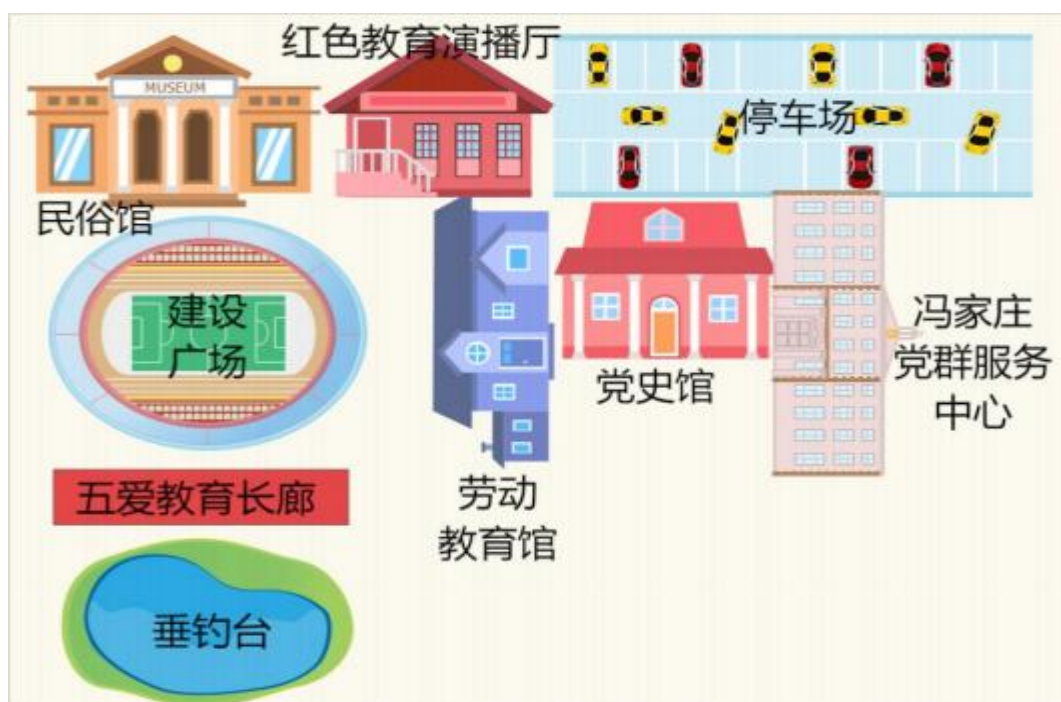 红色教育演播厅
MUSEUM
停车场
民俗馆
建设
广场
冯家庄
党群服务
中心
党史馆
五爱教育长廊
劳动
教育馆
垂钓台